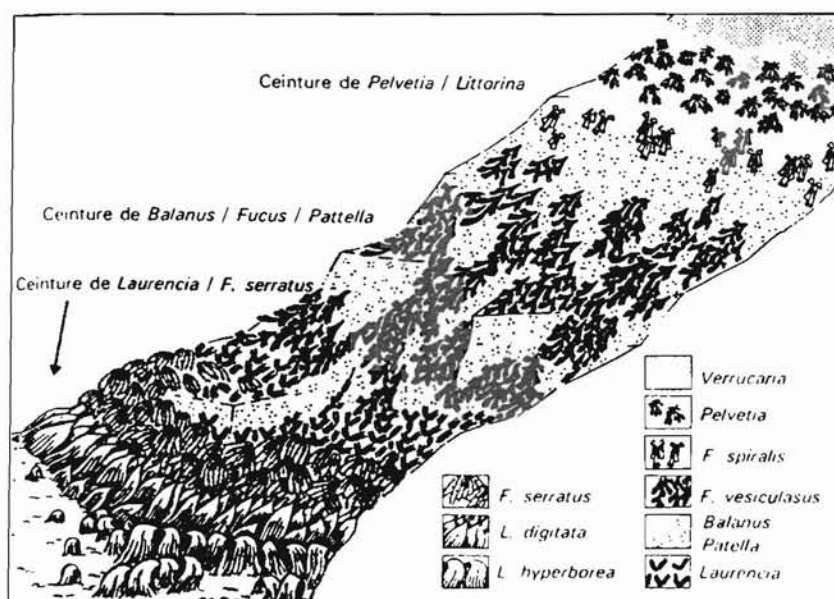 Ceinture de Pelvetia / Littorina
Ceinture de Balanus / Fucus / Pattella
Ceinture de Laurencia / F. serratus
Verrucaria
Pelvetia
F. spiralis
F. serratus
F. vesiculasus
L. digitata
Balanus
Patella
L. hyperborea
Laurencia